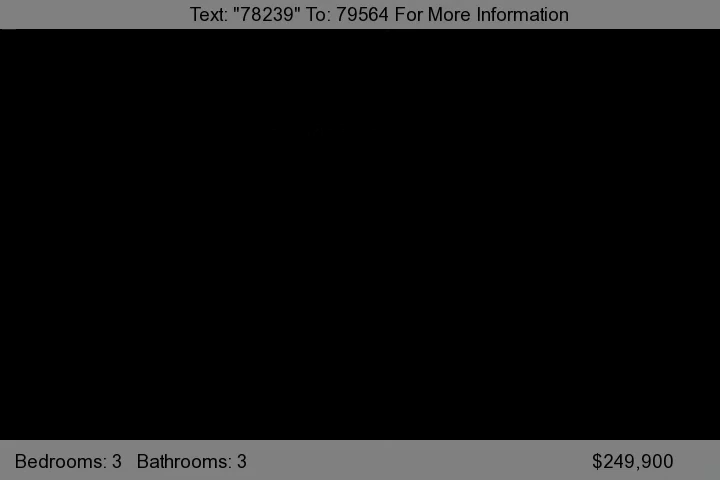 Text: "78239" To: 79564 For More Information
Bedrooms: 3 Bathrooms: 3 $249,900